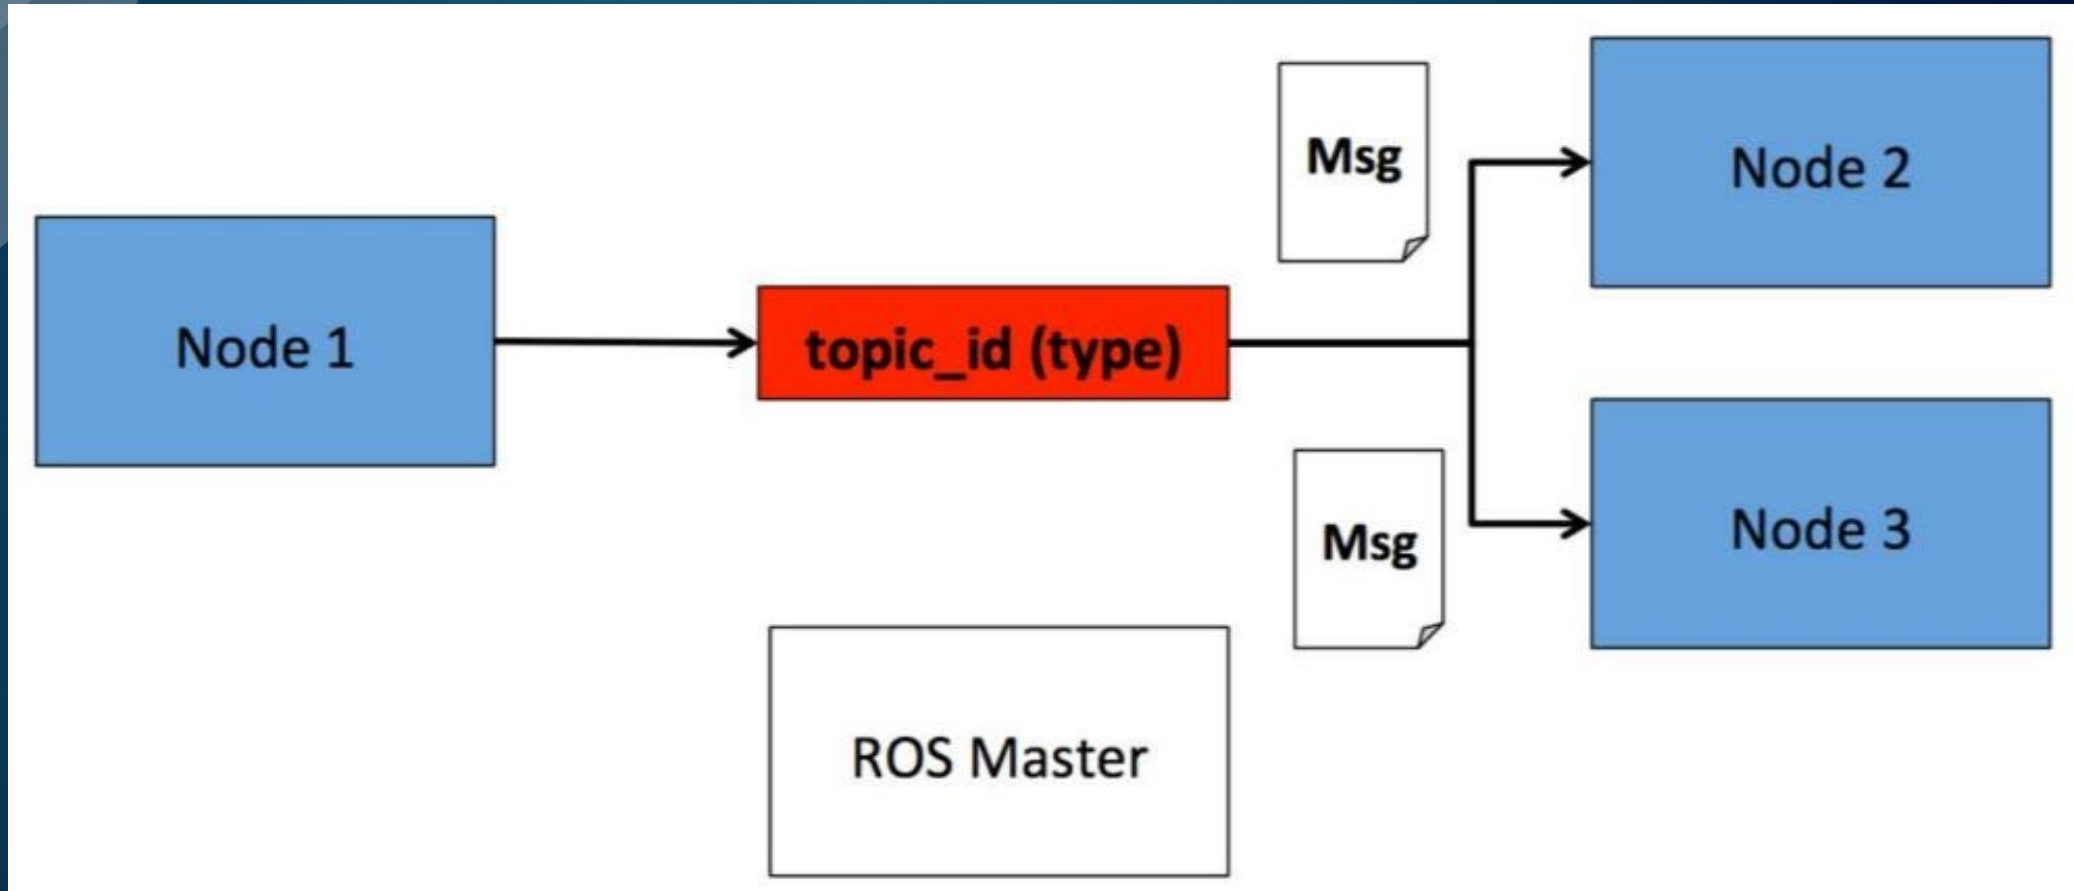 Node 1
topic_id (type)
Msg
Node 2
Msg
Node 3
ROS Master